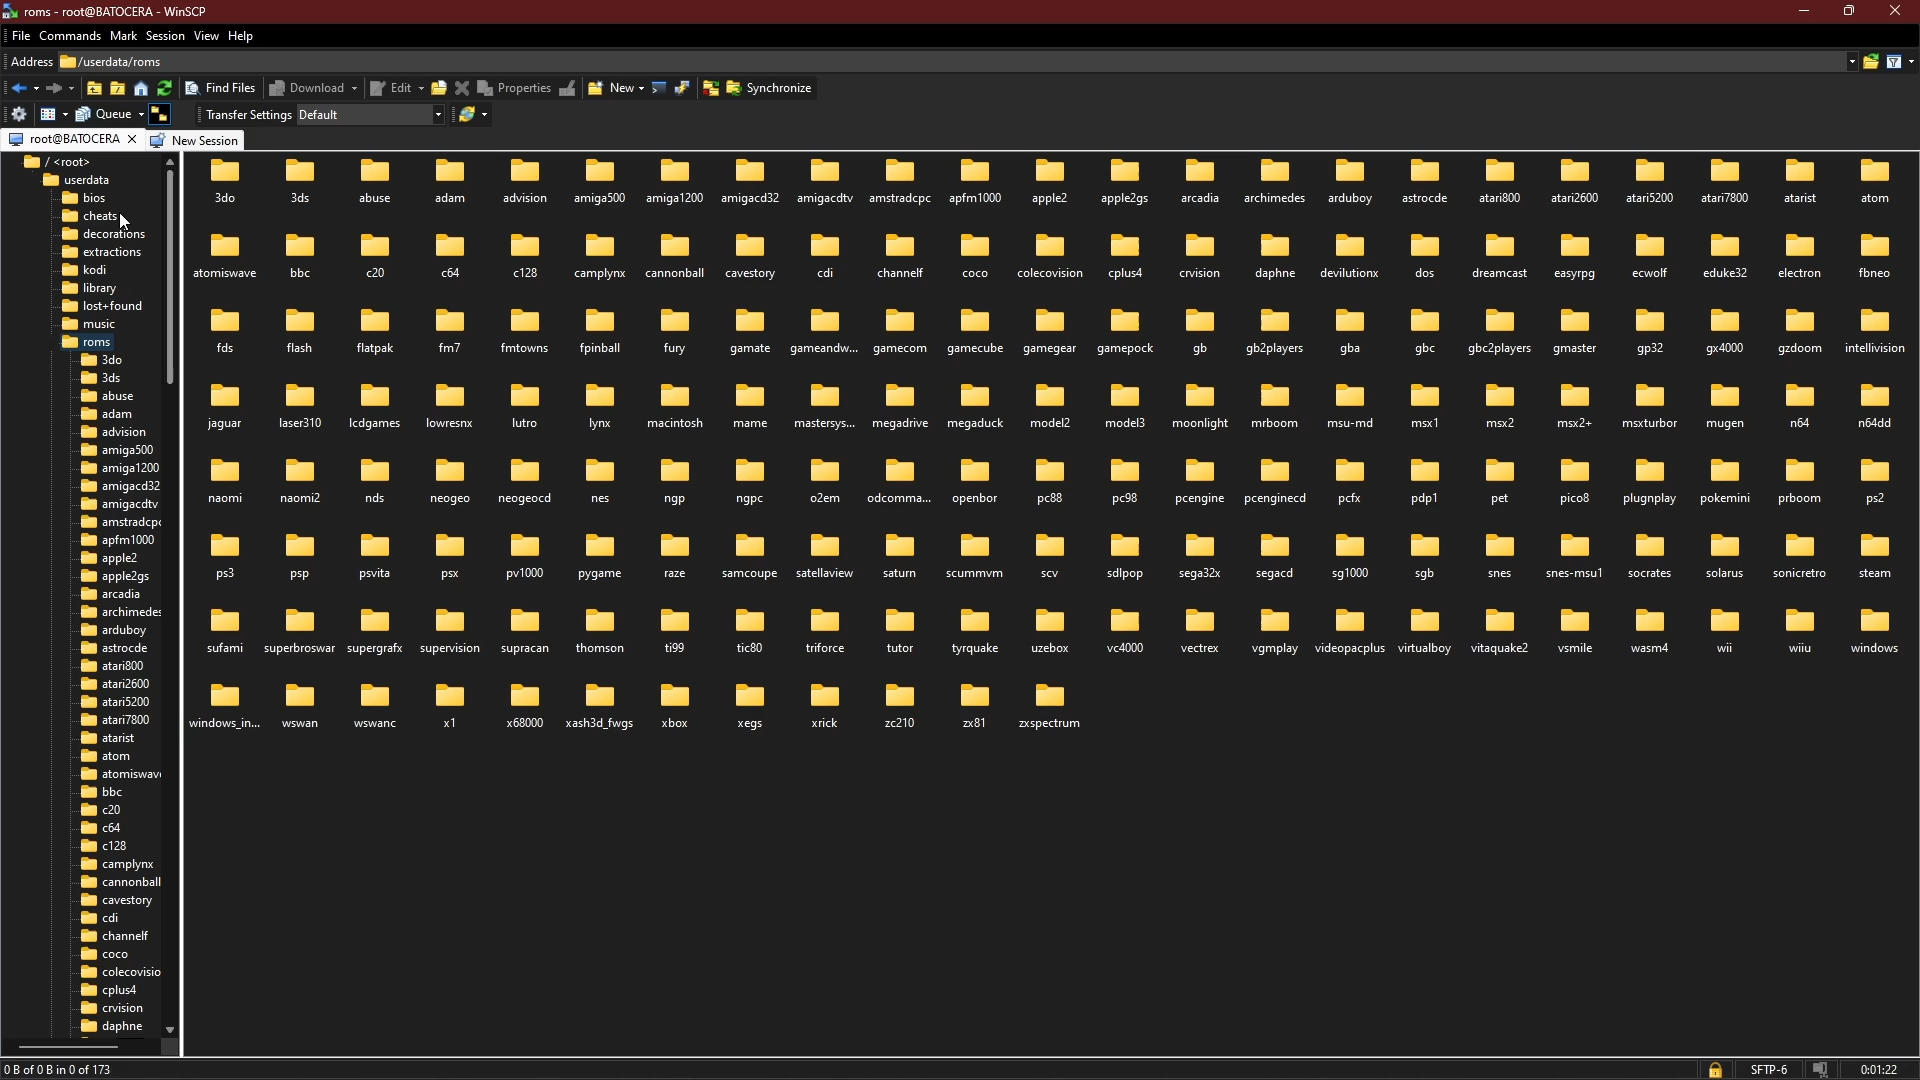 roms - root@BATOCERA - WinSCP
File Commands Mark Session View Help
Address /userdata/roms
Find Files Download Edit Properties New Synchronize
Queue Transfer Settings Default
root@BATOCERA New Session
/ <root>
userdata
bios
cheats
decorations
extractions
kodi
library
lost+found
music
roms
3do
3ds
abuse
adam
advision
amiga500
amiga1200
amigacd32
amigacdtv
amstradcpc
apfm1000
apple2
apple2gs
arcadia
archimedes
arduboy
astrocde
atari800
atari2600
atari5200
atari7800
atarist
atom
atomiswav
bbc
c20
c64
c128
camplynx
cannonball
cavestory
cdi
channelf
coco
colecovisio
cplus4
crvision
daphne
3do 3ds abuse adam advision amiga500 amiga1200 amigacd32 amigacdtv amstradcpc apfm1000 apple2 apple2gs arcadia archimedes arduboy astrocde atari800 atari2600 atari5200 atari7800 atarist atom
atomiswave bbc c20 c64 c128 camplynx cannonball cavestory cdi channelf coco colecovision cplus4 crvision daphne devilutionx dos dreamcast easyrpg ecwolf eduke32 electron fbneo
fds flash flatpak fm7 fmtowns fpinball fury gamate gameandw... gamecom gamecube gamegear gamepock gb gb2players gba gbc gbc2players gmaster gp32 gx4000 gzdoom intellivision
jaguar laser310 lcdgames lowresnx lutro lynx macintosh mame mastersys... megadrive megaduck model2 model3 moonlight mrboom msu-md msx1 msx2 msx2+ msxturbor mugen n64 n64dd
naomi naomi2 nds neogeo neogeocd nes ngp ngpc o2em odcomma... openbor pc88 pc98 pcengine pcenginecd pcfx pdp1 pet pico8 plugnplay pokemini prboom ps2
ps3 psp psvita psx pv1000 pygame raze samcoupe satellaview saturn scummvm scv sdlpop sega32x segacd sg1000 sgb snes snes-msu1 socrates solarus sonicretro steam
sufami superbroswar supergrafx supervision supracan thomson ti99 tic80 triforce tutor tyrquake uzebox vc4000 vectrex vgmplay videopacplus virtualboy vitaquake2 vsmile wasm4 wii wiiu windows
windows_in... wswan wswanc x1 x68000 xash3d_fwgs xbox xegs xrick zc210 zx81 zxspectrum
0 B of 0 B in 0 of 173 SFTP-6 0:01:22